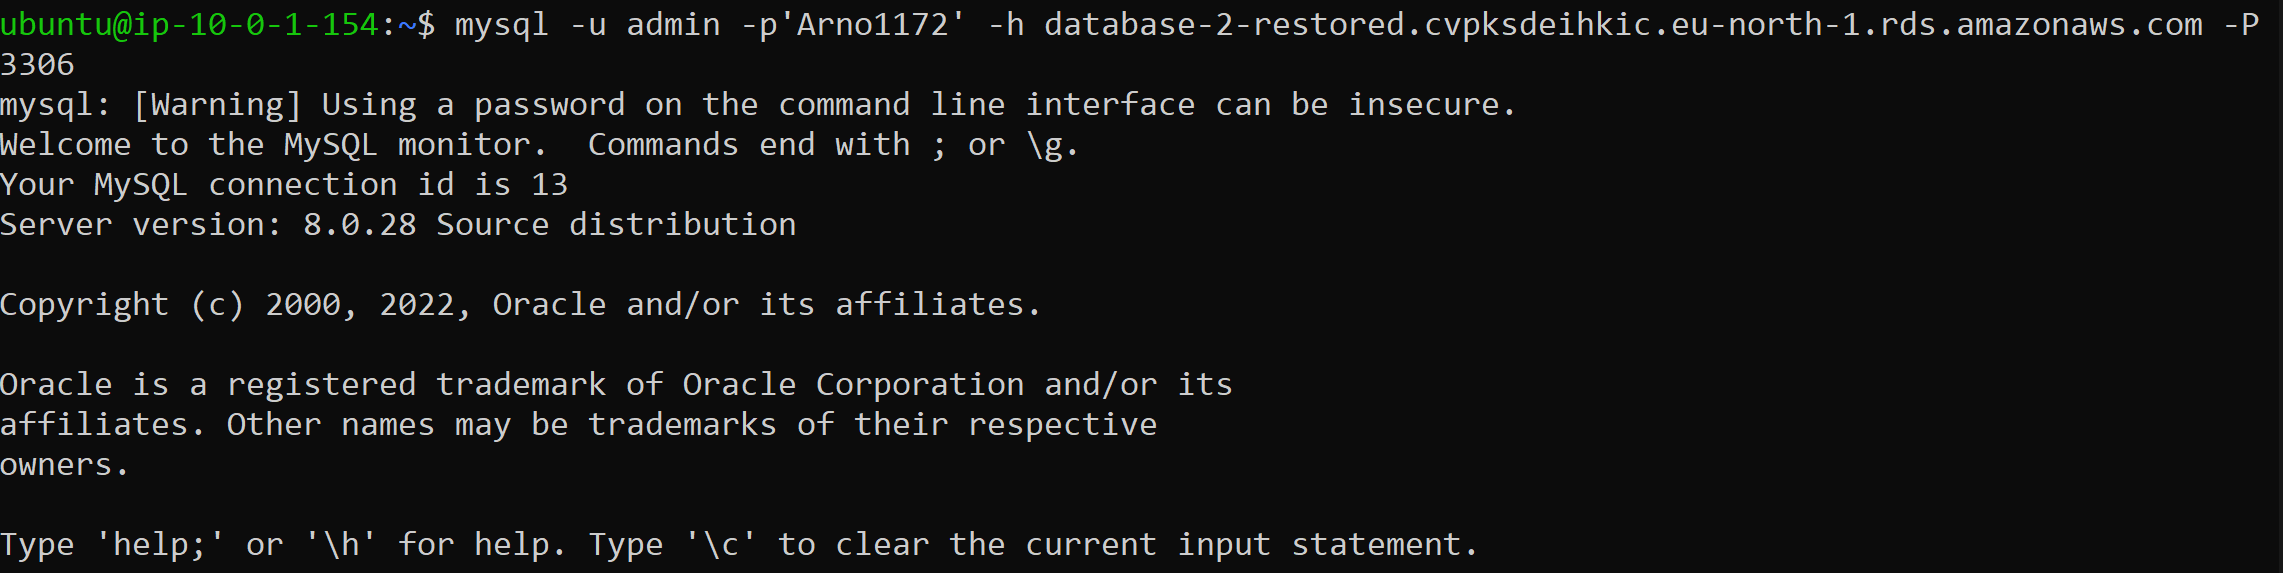 ubuntu@ip-10-0-1-154:~$ mysql -u admin -p'Arno1172' -h database-2-restored.cvpksdeihkic.eu-north-1.rds.amazonaws.com -P
3306
mysql: [Warning] Using a password on the command line interface can be insecure.
Welcome to the MySQL monitor.  Commands end with ; or \g.
Your MySQL connection id is 13
Server version: 8.0.28 Source distribution

Copyright (c) 2000, 2022, Oracle and/or its affiliates.

Oracle is a registered trademark of Oracle Corporation and/or its
affiliates. Other names may be trademarks of their respective
owners.

Type 'help;' or '\h' for help. Type '\c' to clear the current input statement.